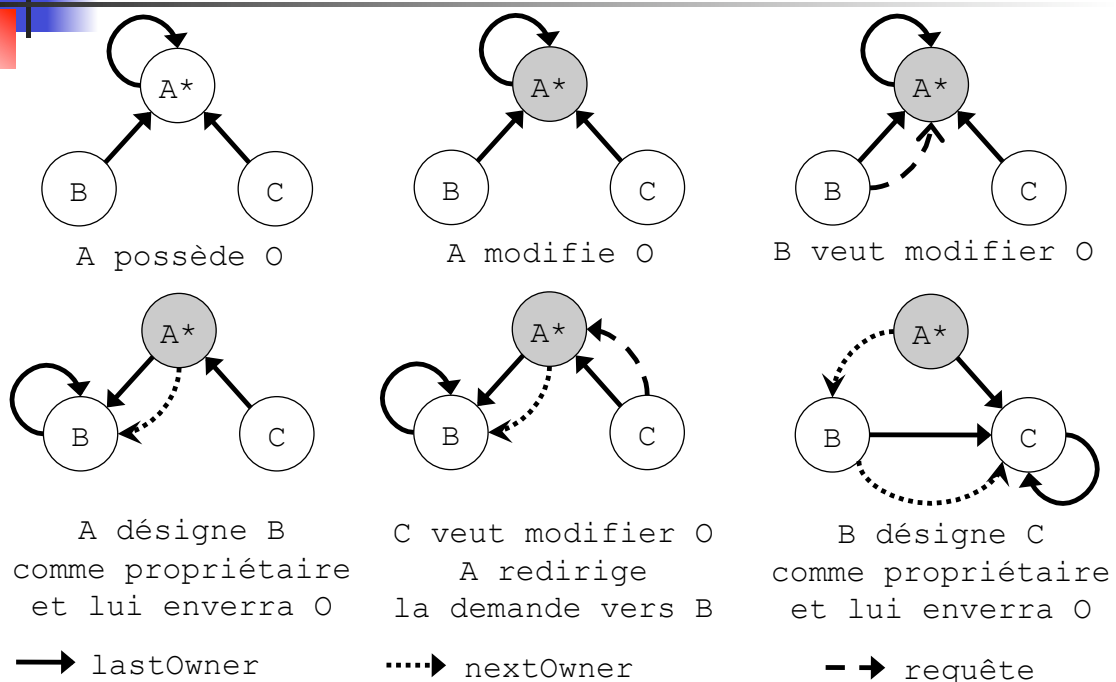 A*
B
C
A possède O
A*
B
C
A modifie O
A*
B
C
B veut modifier O
A*
B
C
A désigne B
comme propriétaire
et lui enverra O
A*
B
C
C veut modifier O
A redirige
la demande vers B
A*
B
C
B désigne C
comme propriétaire
et lui enverra O
lastOwner
nextOwner
requête